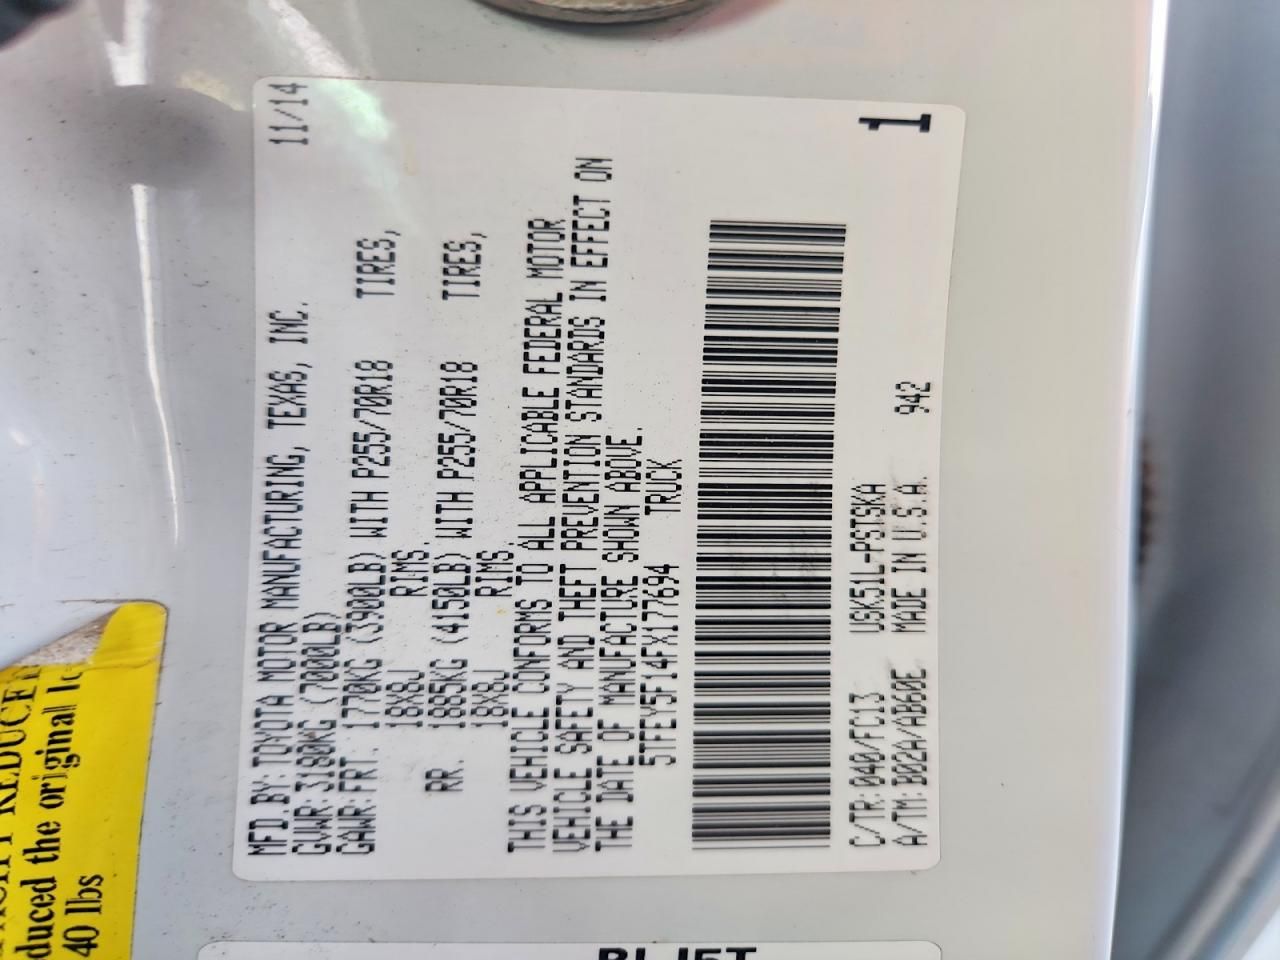 MFD.BY:TOYOTA MOTOR MANUFACTURING, TEXAS, INC. 11/14
GVWR:3180KG (7000LB)
GAWR:FRT. 1770KG (3900LB) WITH P255/70R18 TIRES,
18X8J RIMS.
RR. 1885KG (4150LB) WITH P255/70R18 TIRES,
18X8J RIMS.
THIS VEHICLE CONFORMS TO ALL APPLICABLE FEDERAL MOTOR
VEHICLE SAFETY AND THEFT PREVENTION STANDARDS IN EFFECT ON
THE DATE OF MANUFACTURE SHOWN ABOVE.
5TFEY5F14FX177694 TRUCK
C/TR:040/FC13 USK51L-PSTSKA
A/TM:B02A/AB60E MADE IN U.S.A. 942
1
duced the original
40 lbs